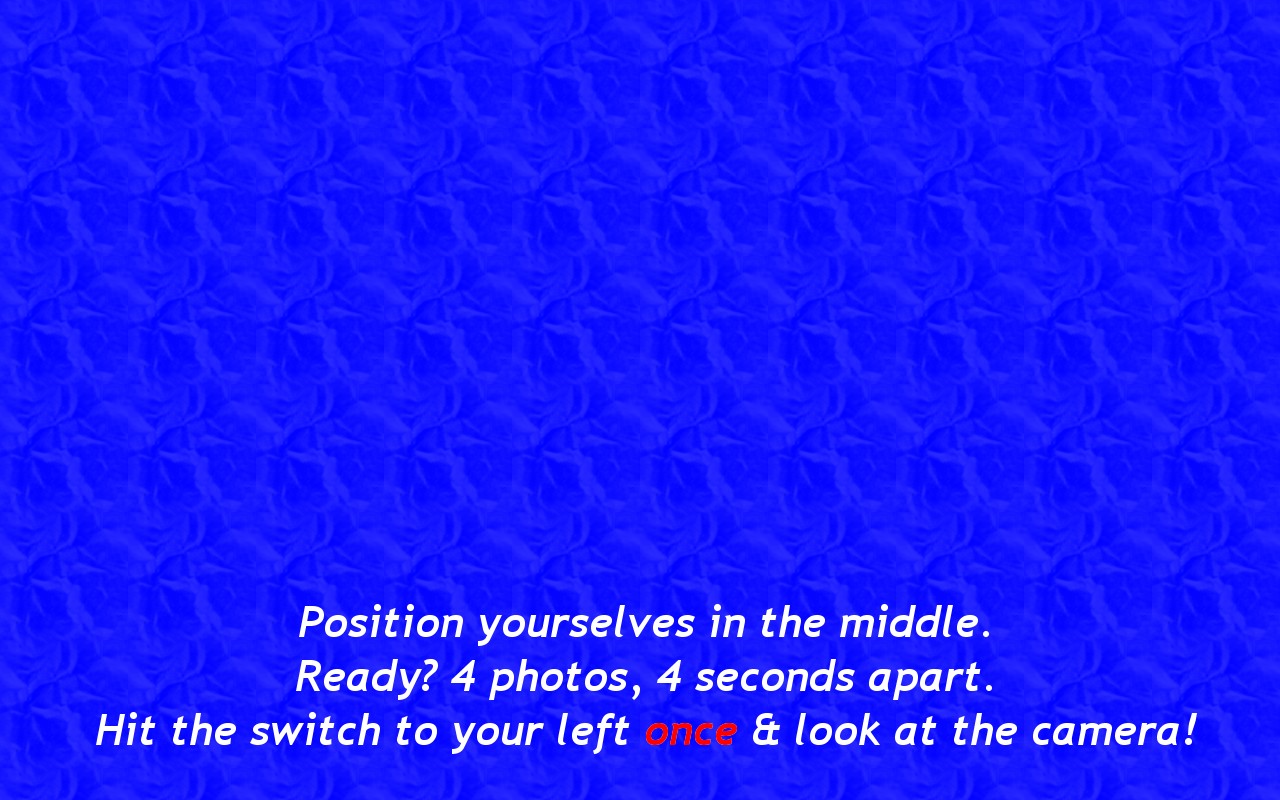 Position yourselves in the middle.
Ready? 4 photos, 4 seconds apart.
Hit the switch to your left once & look at the camera!